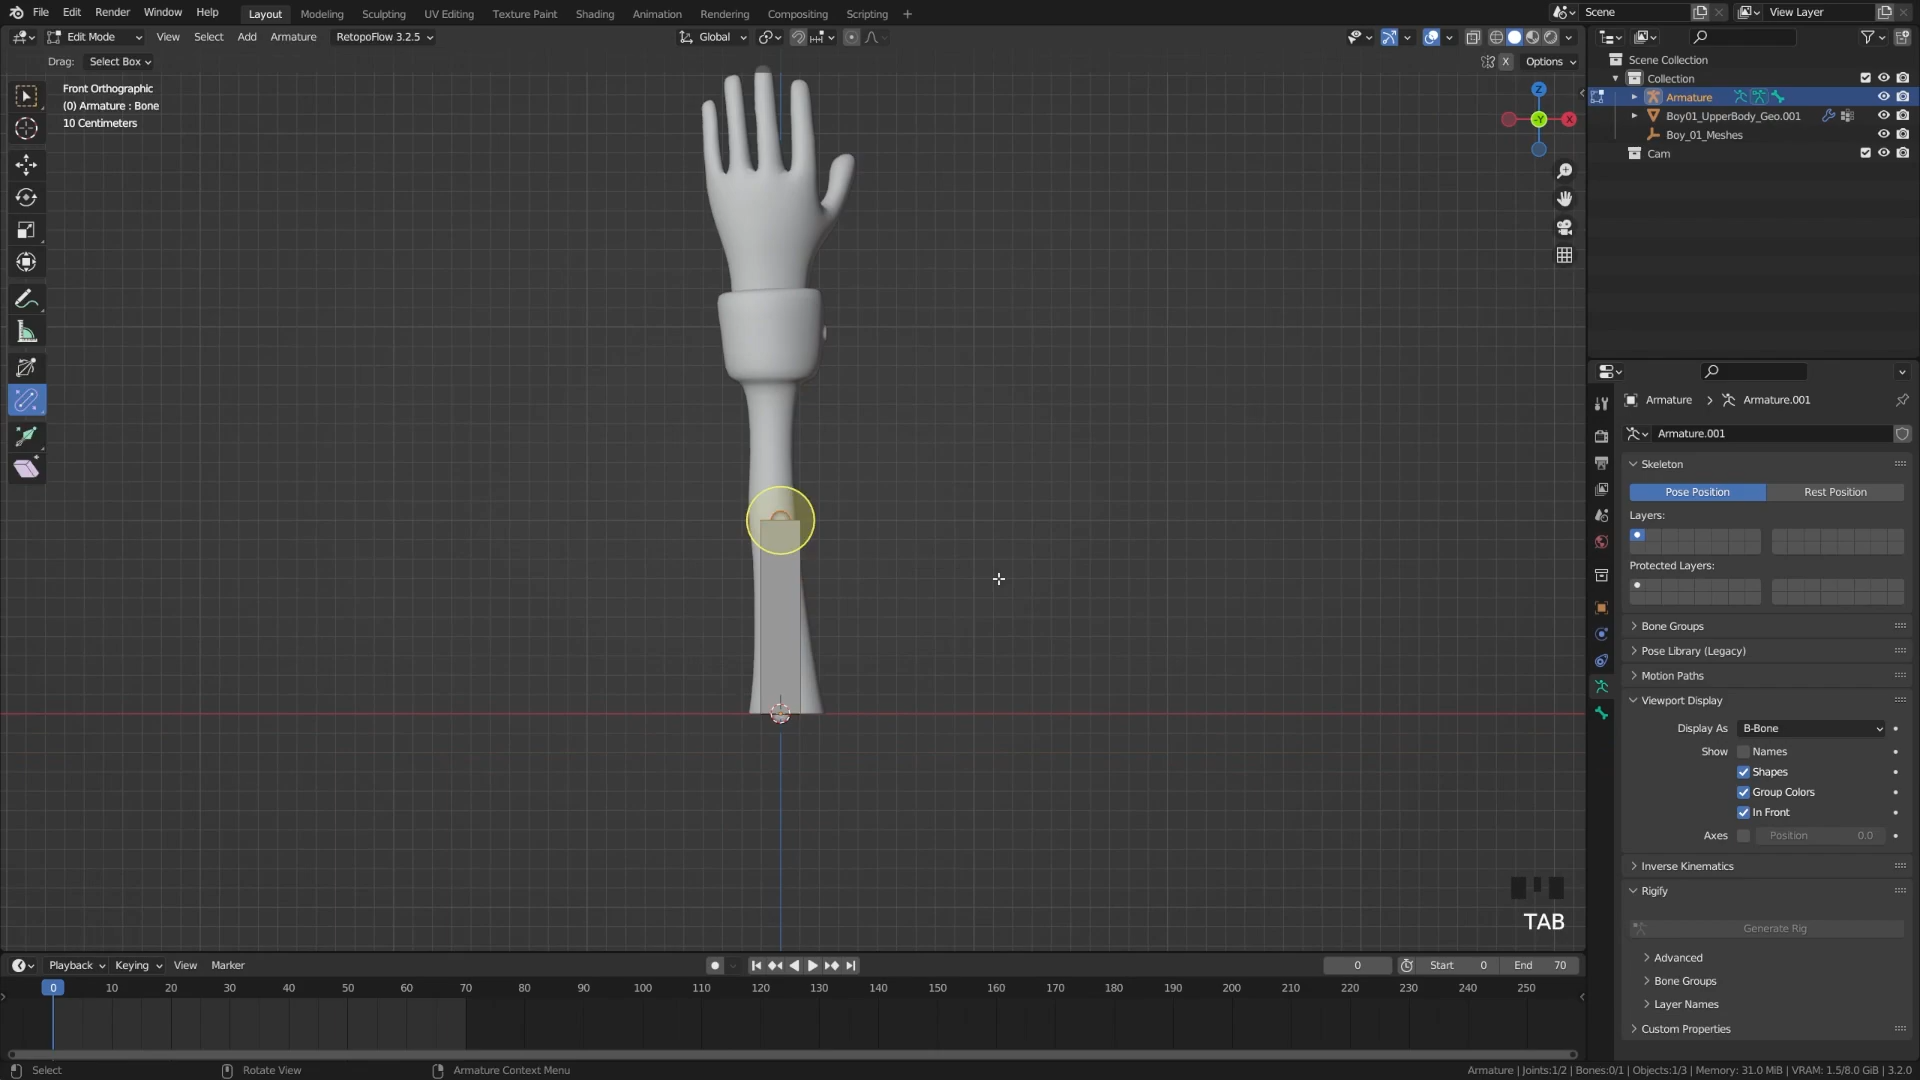 File Edit Render Window Help Layout Modeling Sculpting UV Editing Texture Paint Shading Animation Rendering Compositing Scripting + Scene View Layer
Edit Mode View Select Add Armature RetopoFlow 3.2.5 Global
Drag: Select Box X Options
Front Orthographic
(0) Armature : Bone
10 Centimeters
Z
-Y
X
Scene Collection
Collection
Armature
Boy01_UpperBody_Geo.001
Boy_01_Meshes
Cam
Armature > Armature.001
Armature.001
Skeleton
Pose Position Rest Position
Layers:
Protected Layers:
Bone Groups
Pose Library (Legacy)
Motion Paths
Viewport Display
Display As B-Bone
Show Names
Shapes
Group Colors
In Front
Axes Position 0.0
Inverse Kinematics
Rigify
Generate Rig
Advanced
Bone Groups
Layer Names
Custom Properties
TAB
Playback Keying View Marker 0 Start 0 End 70
0 10 20 30 40 50 60 70 80 90 100 110 120 130 140 150 160 170 180 190 200 210 220 230 240 250
Select Rotate View Armature Context Menu Armature | Joints:1/2 | Bones:0/1 | Objects:1/3 | Memory: 31.0 MiB | VRAM: 1.5/8.0 GiB | 3.2.0